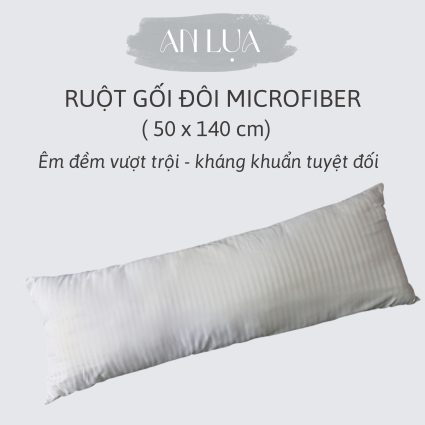 AN LỤA
RUỘT GỐI ĐÔI MICROFIBER
( 50 x 140 cm)
Êm đềm vượt trội - kháng khuẩn tuyệt đối